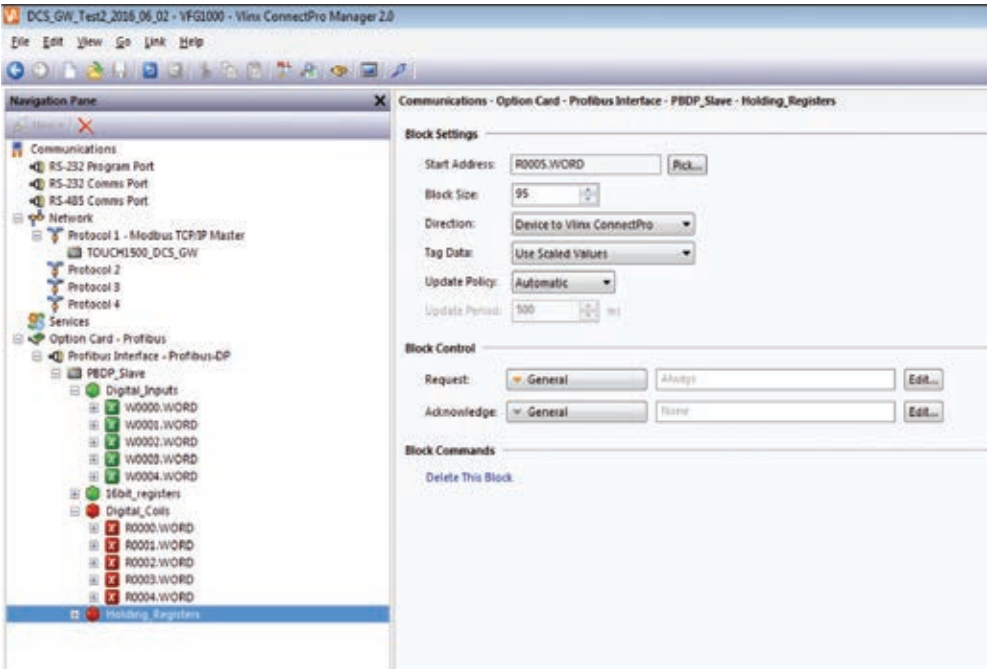 DCS_GW_Test2_2016_06_02 - VFG1000 - Vlinx ConnectPro Manager 2.0
File Edit View Go Link Help
Navigation Pane
Communications - Option Card - Profibus Interface - PBDP_Slave - Holding_Registers
New
Communications
RS-232 Program Port
RS-232 Comms Port
RS-485 Comms Port
Network
Protocol 1 - Modbus TCP/IP Master
TOUCH1500_DCS_GW
Protocol 2
Protocol 3
Protocol 4
Services
Option Card - Profibus
Profibus Interface - Profibus-DP
PBDP_Slave
Digital_Inputs
W0000.WORD
W0001.WORD
W0002.WORD
W0003.WORD
W0004.WORD
16bit_registers
Digital_Coils
R0000.WORD
R0001.WORD
R0002.WORD
R0003.WORD
R0004.WORD
Holding_Registers
Block Settings
Start Address: R0005.WORD Pick...
Block Size: 95
Direction: Device to Vlinx ConnectPro
Tag Data: Use Scaled Values
Update Policy: Automatic
Update Period: 500 ms
Block Control
Request: General Always Edit...
Acknowledge: General None Edit...
Block Commands
Delete This Block